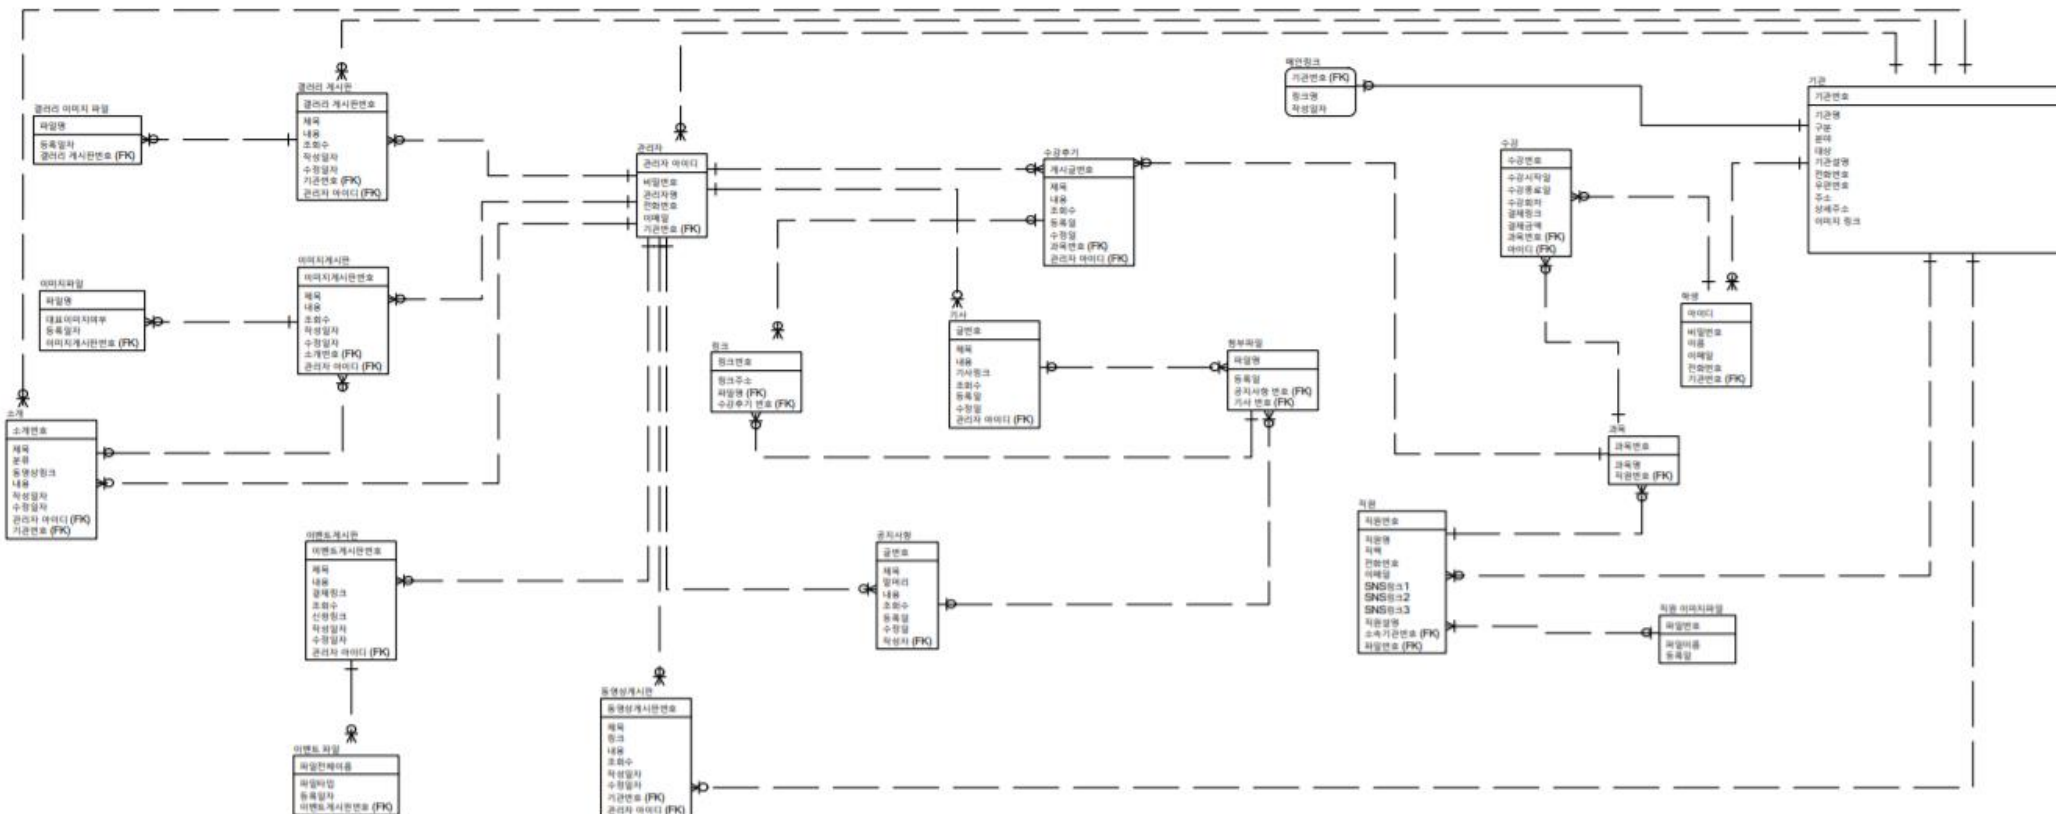 메인링크
기관번호 (FK)
링크명
작성일자
기관
기관번호
기관명
구분
분야
대상
기관설명
전화번호
우편번호
주소
상세주소
이미지 링크
갤러리 이미지 파일
파일명
등록일자
갤러리 게시판번호 (FK)
갤러리 게시판
갤러리 게시판번호
제목
내용
조회수
작성일자
수정일자
기관번호 (FK)
관리자 아이디 (FK)
관리자
관리자 아이디
비밀번호
관리자명
전화번호
이메일
기관번호 (FK)
수강후기
게시글번호
제목
내용
조회수
등록일
수정일
과목번호 (FK)
관리자 아이디 (FK)
수강
수강번호
수강시작일
수강종료일
수강회차
결제링크
결제금액
과목번호 (FK)
아이디 (FK)
이미지파일
파일명
대표이미지여부
등록일자
이미지게시판번호 (FK)
이미지게시판
이미지게시판번호
제목
내용
조회수
작성일자
수정일자
소개번호 (FK)
관리자 아이디 (FK)
링크
링크번호
링크주소
파일명 (FK)
수강후기 번호 (FK)
기사
글번호
제목
내용
기사링크
조회수
등록일
수정일
관리자 아이디 (FK)
첨부파일
파일명
등록일
공지사항 번호 (FK)
기사 번호 (FK)
학생
아이디
비밀번호
이름
이메일
전화번호
기관번호 (FK)
소개
소개번호
제목
분류
동영상링크
내용
작성일자
수정일자
관리자 아이디 (FK)
기관번호 (FK)
과목
과목번호
과목명
직원번호 (FK)
이벤트게시판
이벤트게시판번호
제목
내용
결제링크
조회수
신청링크
작성일자
수정일자
관리자 아이디 (FK)
공지사항
글번호
제목
말머리
내용
조회수
등록일
수정일
작성자 (FK)
직원
직원번호
직원명
직책
전화번호
이메일
SNS링크1
SNS링크2
SNS링크3
직원설명
소속기관번호 (FK)
파일번호 (FK)
직원 이미지파일
파일번호
파일이름
등록일
이벤트 파일
파일전체이름
파일타입
등록일자
이벤트게시판번호 (FK)
동영상게시판
동영상게시판번호
제목
링크
내용
조회수
작성일자
수정일자
기관번호 (FK)
관리자 아이디 (FK)